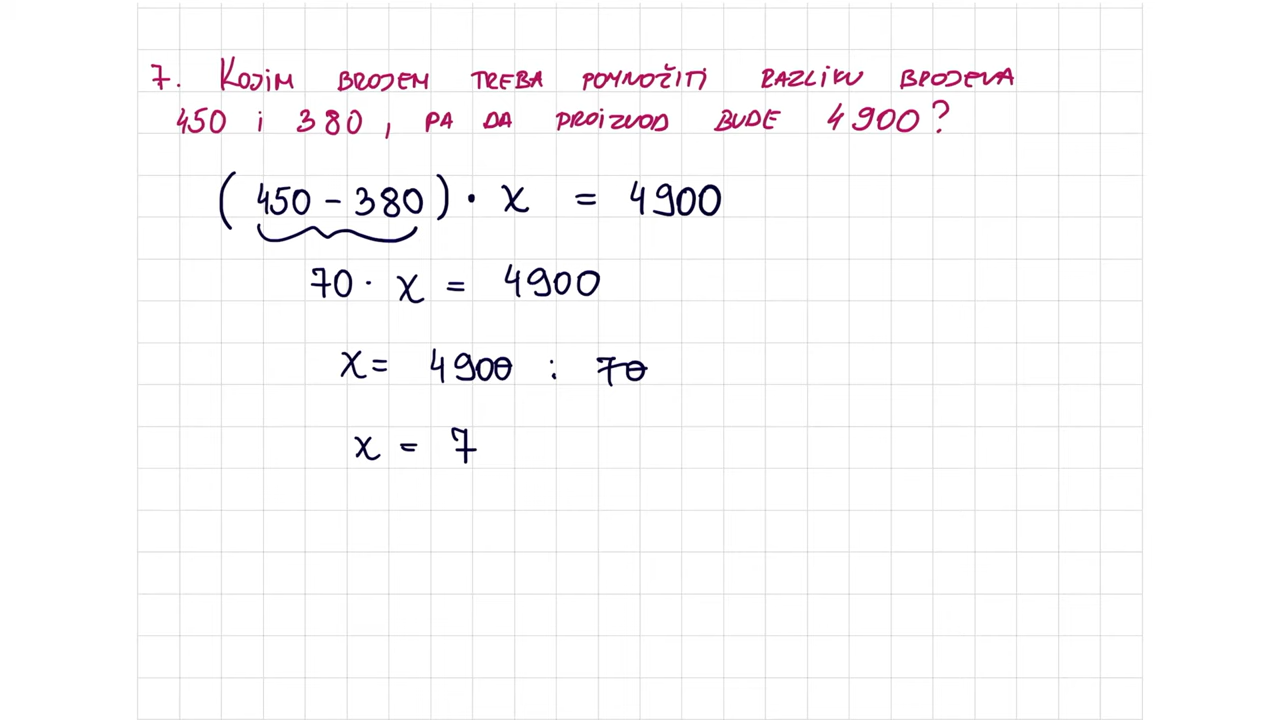 7. KOJIM BROJEM TREBA POMNOŽITI RAZLIKU BROJEVA
450 i 380, PA DA PROIZVOD BUDE 4900?
(450 - 380) · x = 4900
70 · x = 4900
x = 4900 : 70
x = 7